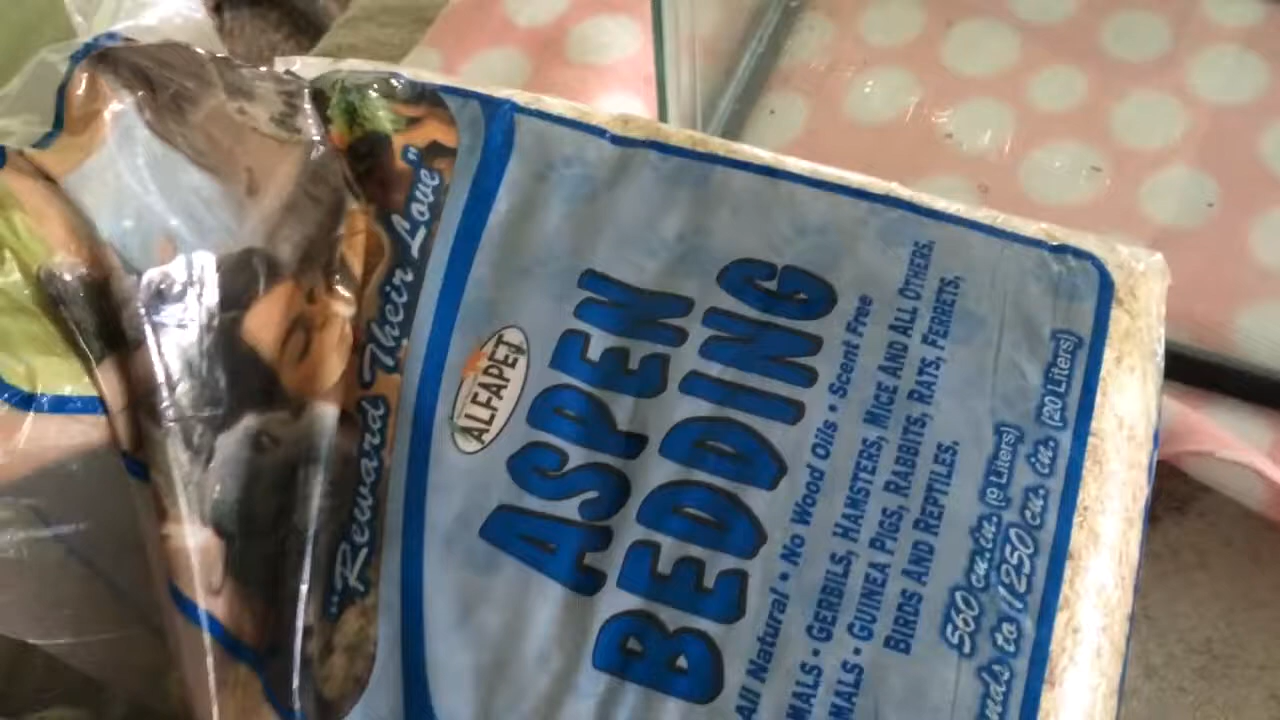 "Reward Their Love"
ALFAPET
ASPEN
BEDDING
All Natural • No Wood Oils • Scent Free
MALS • GERBILS, HAMSTERS, MICE AND ALL OTHERS.
MALS • GUINEA PIGS, RABBITS, RATS, FERRETS,
BIRDS AND REPTILES.
560 cu.in. (9 Liters)
nds to 1250 cu. in. (20 Liters)